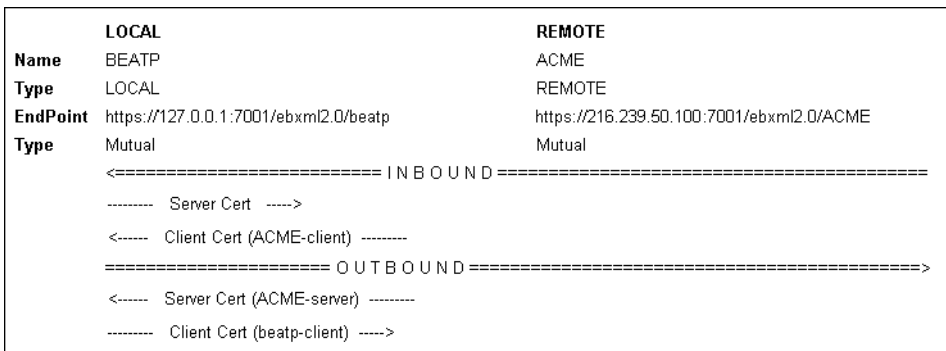 LOCAL REMOTE
Name BEATP ACME
Type LOCAL REMOTE
EndPoint https://127.0.0.1:7001/ebxml2.0/beatp https://216.239.50.100:7001/ebxml2.0/ACME
Type Mutual Mutual
<========================== I N B O U N D ==========================================
--------- Server Cert ----->
<------ Client Cert (ACME-client) ---------
====================== O U T B O U N D ============================================>
<------ Server Cert (ACME-server) ---------
--------- Client Cert (beatp-client) ----->